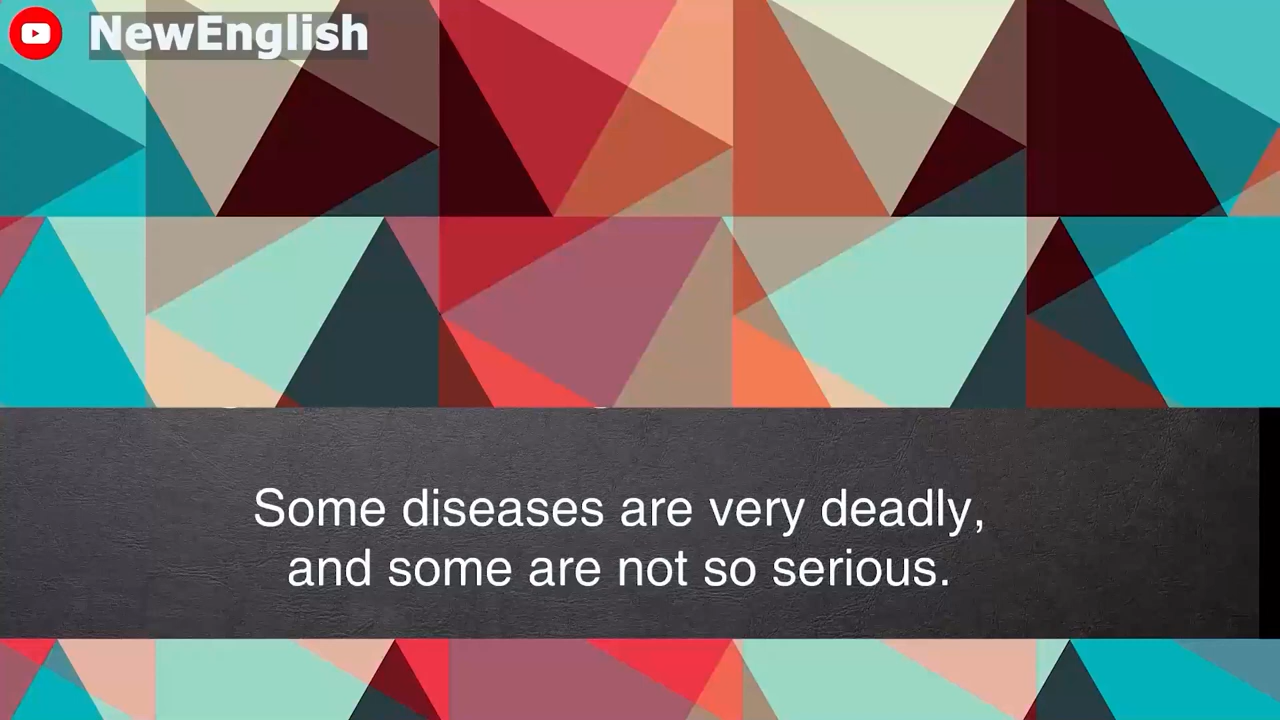 NewEnglish
Some diseases are very deadly,
and some are not so serious.